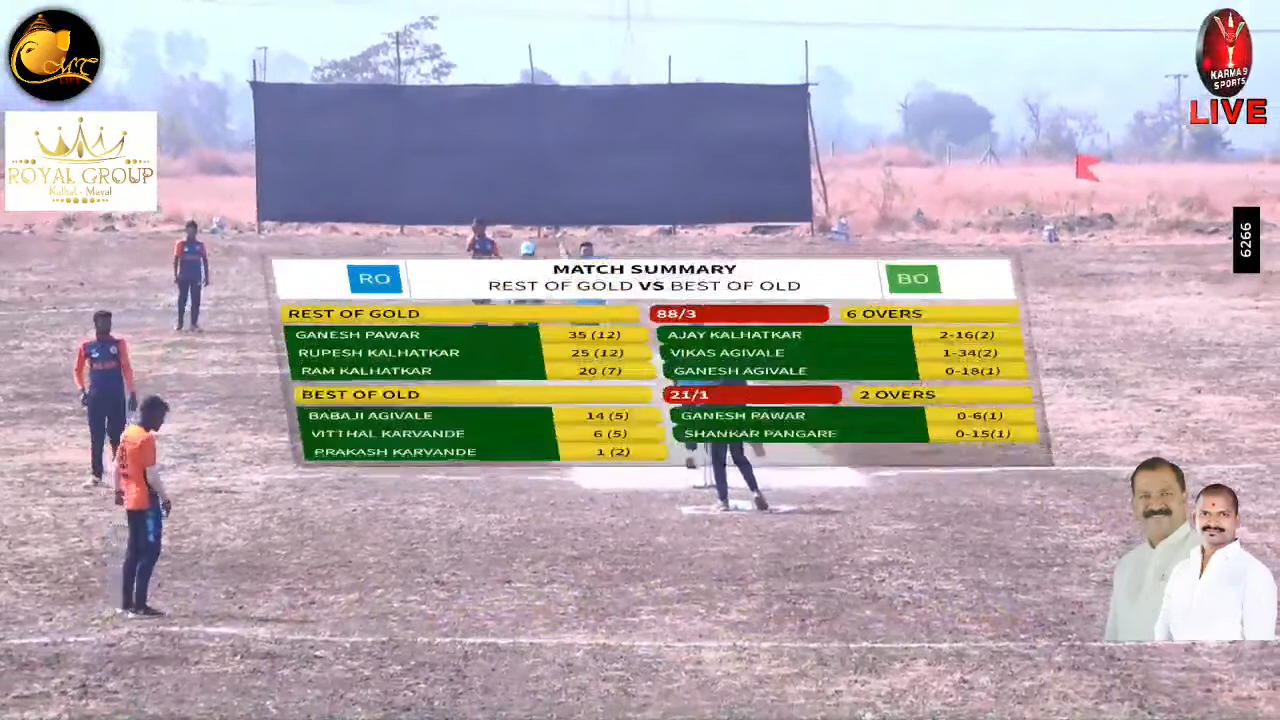 CMT
LIVE
ROYAL GROUP
Kalhat - Maval
KARMA 9
SPORTS
LIVE
6266
RO
MATCH SUMMARY
REST OF GOLD VS BEST OF OLD
BO
REST OF GOLD 88/3 6 OVERS
GANESH PAWAR 35 (12) AJAY KALHATKAR 2-16(2)
RUPESH KALHATKAR 25 (12) VIKAS AGIVALE 1-34(2)
RAM KALHATKAR 20 (7) GANESH AGIVALE 0-18(1)
BEST OF OLD 21/1 2 OVERS
BABAJI AGIVALE 14 (5) GANESH PAWAR 0-6(1)
VITTHAL KARVANDE 6 (5) SHANKAR PANGARE 0-15(1)
PRAKASH KARVANDE 1 (2)